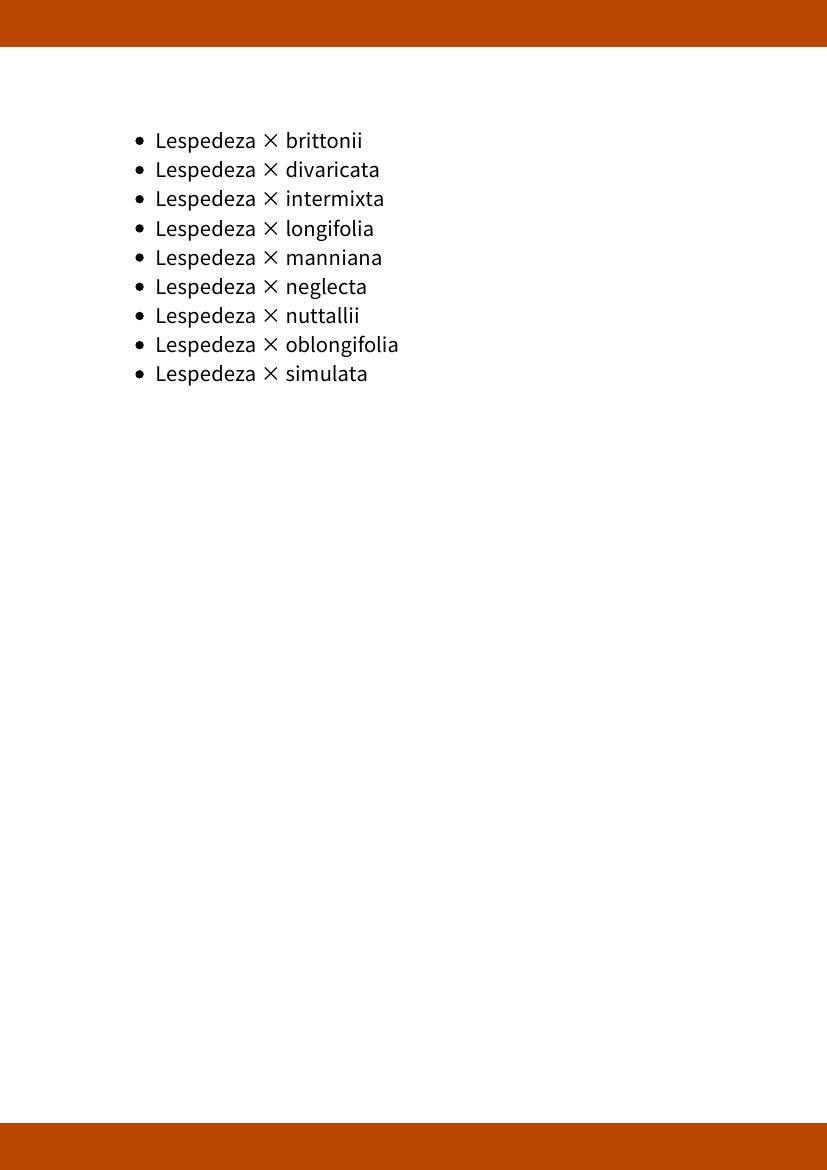 • Lespedeza × brittonii
• Lespedeza × divaricata
• Lespedeza × intermixta
• Lespedeza × longifolia
• Lespedeza × manniana
• Lespedeza × neglecta
• Lespedeza × nuttallii
• Lespedeza × oblongifolia
• Lespedeza × simulata